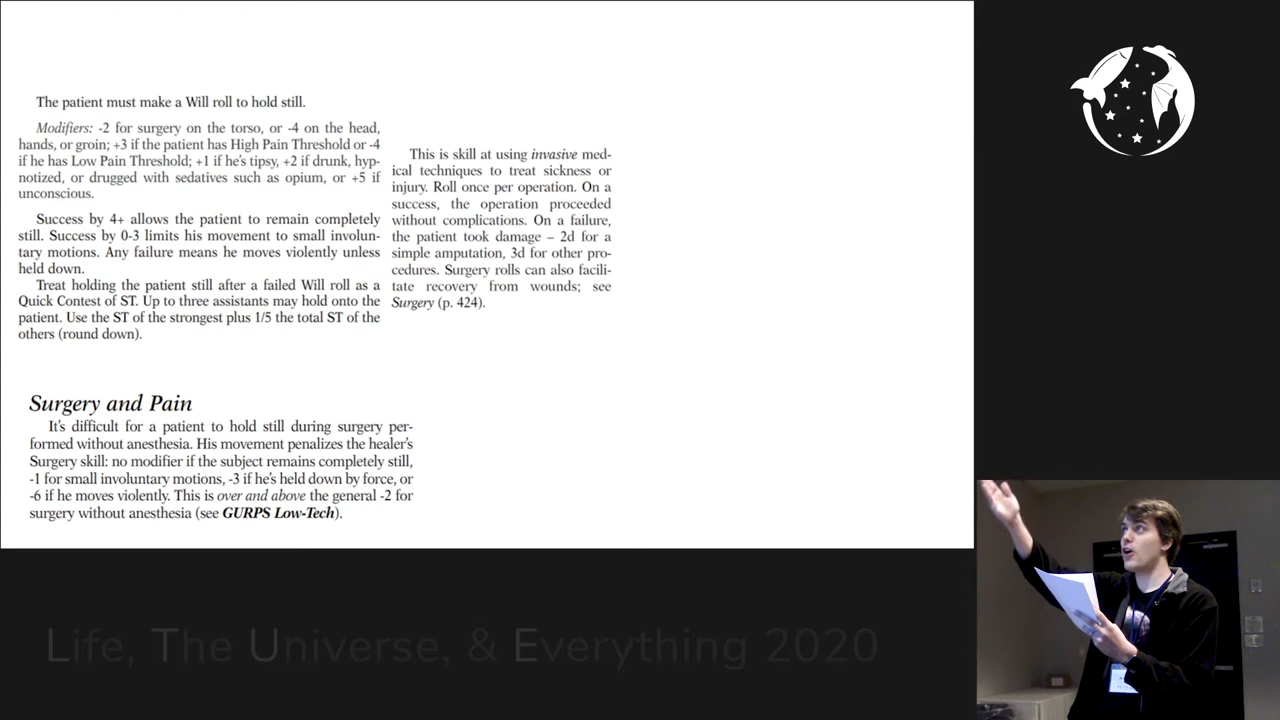 The patient must make a Will roll to hold still.
Modifiers: -2 for surgery on the torso, or -4 on the head,
hands, or groin; +3 if the patient has High Pain Threshold or -4
if he has Low Pain Threshold; +1 if he's tipsy, +2 if drunk, hyp-
notized, or drugged with sedatives such as opium, or +5 if
unconscious.
Success by 4+ allows the patient to remain completely
still. Success by 0-3 limits his movement to small involun-
tary motions. Any failure means he moves violently unless
held down.
Treat holding the patient still after a failed Will roll as a
Quick Contest of ST. Up to three assistants may hold onto the
patient. Use the ST of the strongest plus 1/5 the total ST of the
others (round down).
This is skill at using invasive med-
ical techniques to treat sickness or
injury. Roll once per operation. On a
success, the operation proceeded
without complications. On a failure,
the patient took damage – 2d for a
simple amputation, 3d for other pro-
cedures. Surgery rolls can also facili-
tate recovery from wounds; see
Surgery (p. 424).
Surgery and Pain
It's difficult for a patient to hold still during surgery per-
formed without anesthesia. His movement penalizes the healer's
Surgery skill: no modifier if the subject remains completely still,
-1 for small involuntary motions, -3 if he's held down by force, or
-6 if he moves violently. This is over and above the general -2 for
surgery without anesthesia (see GURPS Low-Tech).
Life, The Universe, & Everything 2020